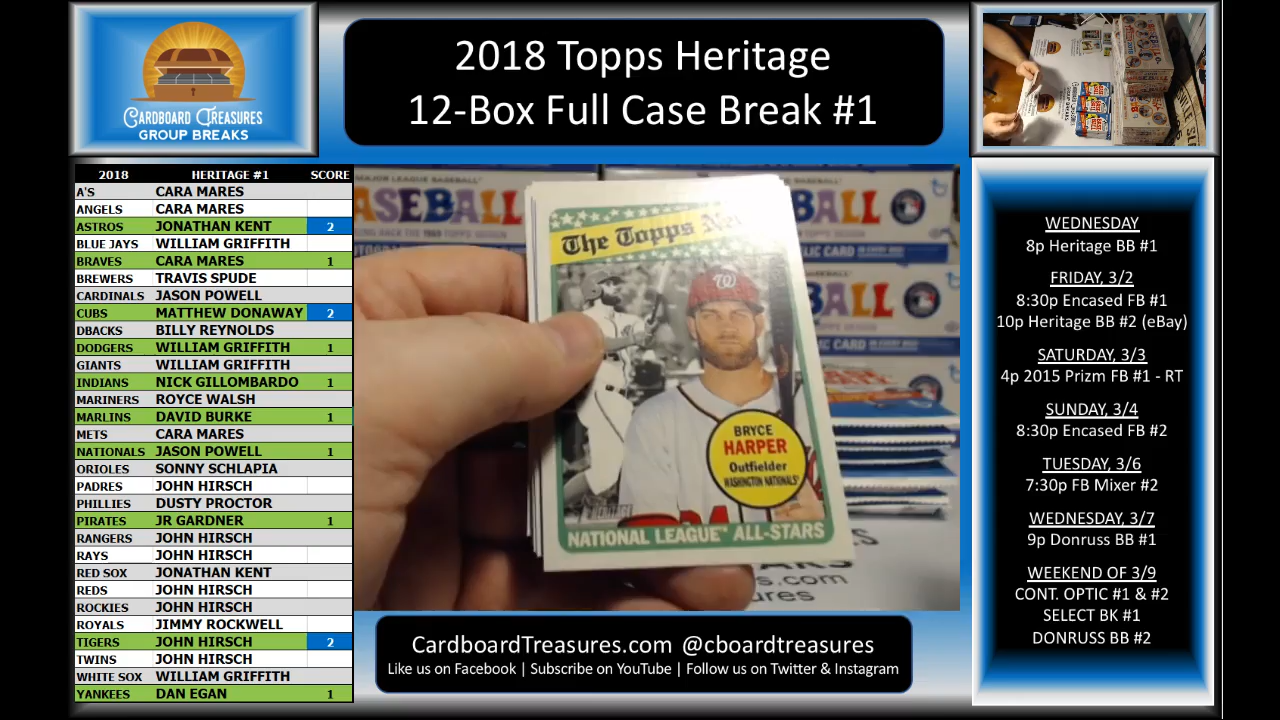 CARDBOARD TREASURES
GROUP BREAKS
2018 Topps Heritage
12-Box Full Case Break #1
2018 HERITAGE #1 SCORE
A'S CARA MARES
ANGELS CARA MARES
ASTROS JONATHAN KENT 2
BLUE JAYS WILLIAM GRIFFITH
BRAVES CARA MARES 1
BREWERS TRAVIS SPUDE
CARDINALS JASON POWELL
CUBS MATTHEW DONAWAY 2
DBACKS BILLY REYNOLDS
DODGERS WILLIAM GRIFFITH 1
GIANTS WILLIAM GRIFFITH
INDIANS NICK GILLOMBARDO 1
MARINERS ROYCE WALSH
MARLINS DAVID BURKE 1
METS CARA MARES
NATIONALS JASON POWELL 1
ORIOLES SONNY SCHLAPIA
PADRES JOHN HIRSCH
PHILLIES DUSTY PROCTOR
PIRATES JR GARDNER 1
RANGERS JOHN HIRSCH
RAYS JOHN HIRSCH
RED SOX JONATHAN KENT
REDS JOHN HIRSCH
ROCKIES JOHN HIRSCH
ROYALS JIMMY ROCKWELL
TIGERS JOHN HIRSCH 2
TWINS JOHN HIRSCH
WHITE SOX WILLIAM GRIFFITH
YANKEES DAN EGAN 1
MAJOR LEAGUE BASEBALL
ASEBALL
BALL
BALL
The Topps
BRYCE
HARPER
Outfielder
WASHINGTON NATIONALS
HERITAGE
NATIONAL LEAGUE ALL-STARS
CardboardTreasures.com @cboardtreasures
Like us on Facebook | Subscribe on YouTube | Follow us on Twitter & Instagram
WEDNESDAY
8p Heritage BB #1
FRIDAY, 3/2
8:30p Encased FB #1
10p Heritage BB #2 (eBay)
SATURDAY, 3/3
4p 2015 Prizm FB #1 - RT
SUNDAY, 3/4
8:30p Encased FB #2
TUESDAY, 3/6
7:30p FB Mixer #2
WEDNESDAY, 3/7
9p Donruss BB #1
WEEKEND OF 3/9
CONT. OPTIC #1 & #2
SELECT BK #1
DONRUSS BB #2